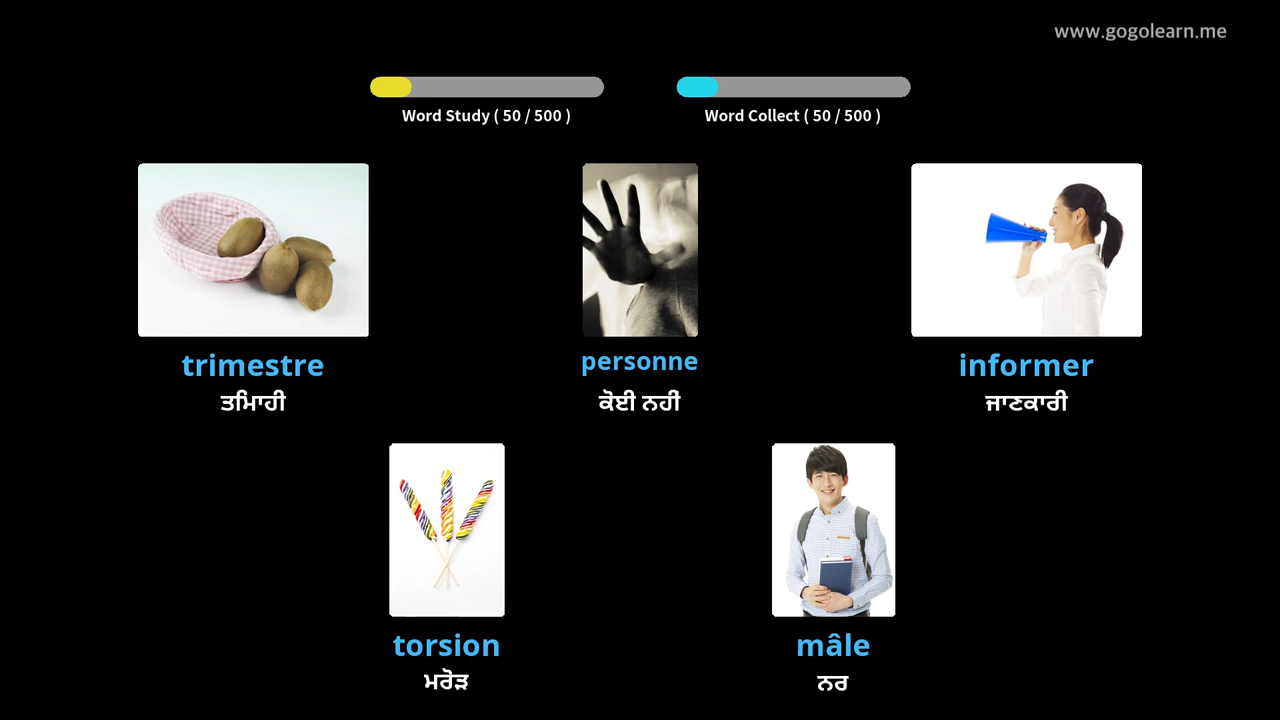 www.gogolearn.me
Word Study ( 50 / 500 )
Word Collect ( 50 / 500 )
trimestre
ਤਿਮਾਹੀ
personne
ਕੋਈ ਨਹੀਂ
informer
ਜਾਣਕਾਰੀ
torsion
ਮਰੋੜ
mâle
ਨਰ